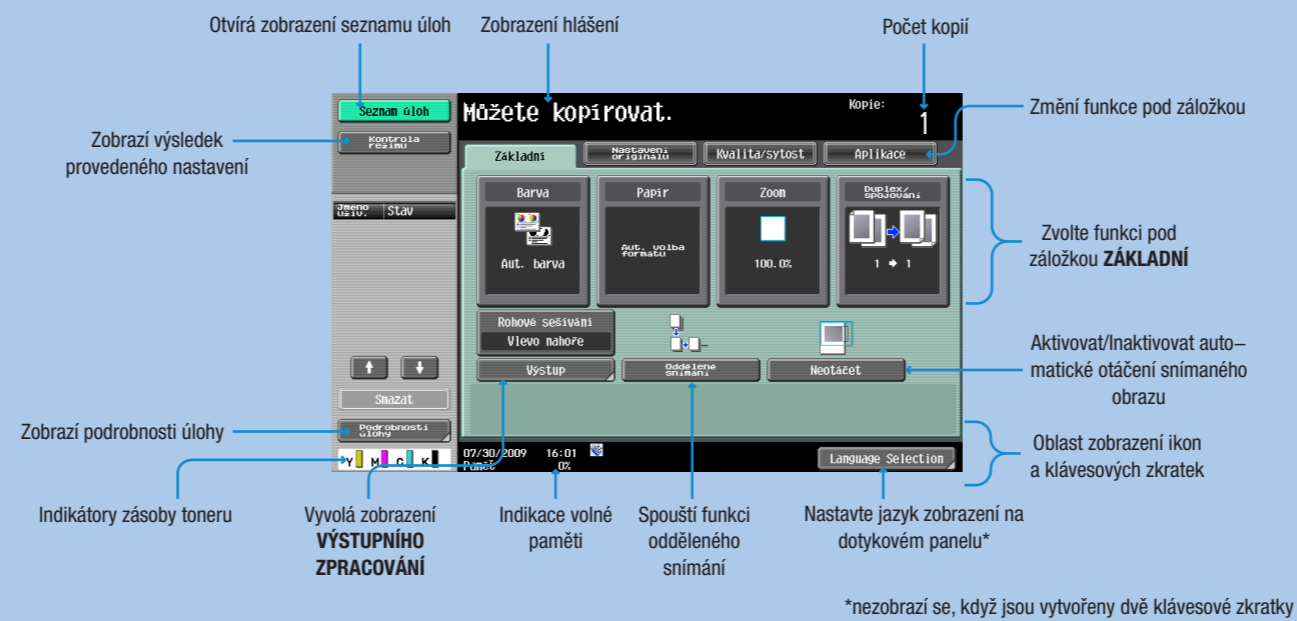 Otvírá zobrazení seznamu úloh
Zobrazení hlášení
Počet kopií
Seznam úloh
Můžete kopírovat.
Kopie:
1
Změní funkce pod záložkou
Zobrazí výsledek
provedeného nastavení
Kontrola
režimu
Základní
Nastavení
originálu
Kvalita/sytost
Aplikace
Jméno
uživ.
Stav
Barva
Papír
Zoom
Duplex/
spojování
Aut. barva
Aut. volba
formátu
100.0%
1 → 1
Zvolte funkci pod
záložkou ZÁKLADNÍ
Rohové sešívání
Vlevo nahoře
Výstup
Oddělené
snímání
Neotáčet
Aktivovat/Inaktivovat auto–
matické otáčení snímaného
obrazu
Smazat
Podrobnosti
úlohy
Zobrazí podrobnosti úlohy
Oblast zobrazení ikon
a klávesových zkratek
Y M C K
07/30/2009 16:01
Paměť 0%
Language Selection
Indikátory zásoby toneru
Vyvolá zobrazení
VÝSTUPNÍHO
ZPRACOVÁNÍ
Indikace volné
paměti
Spouští funkci
odděleného
snímání
Nastavte jazyk zobrazení na
dotykovém panelu*
*nezobrazí se, když jsou vytvořeny dvě klávesové zkratky